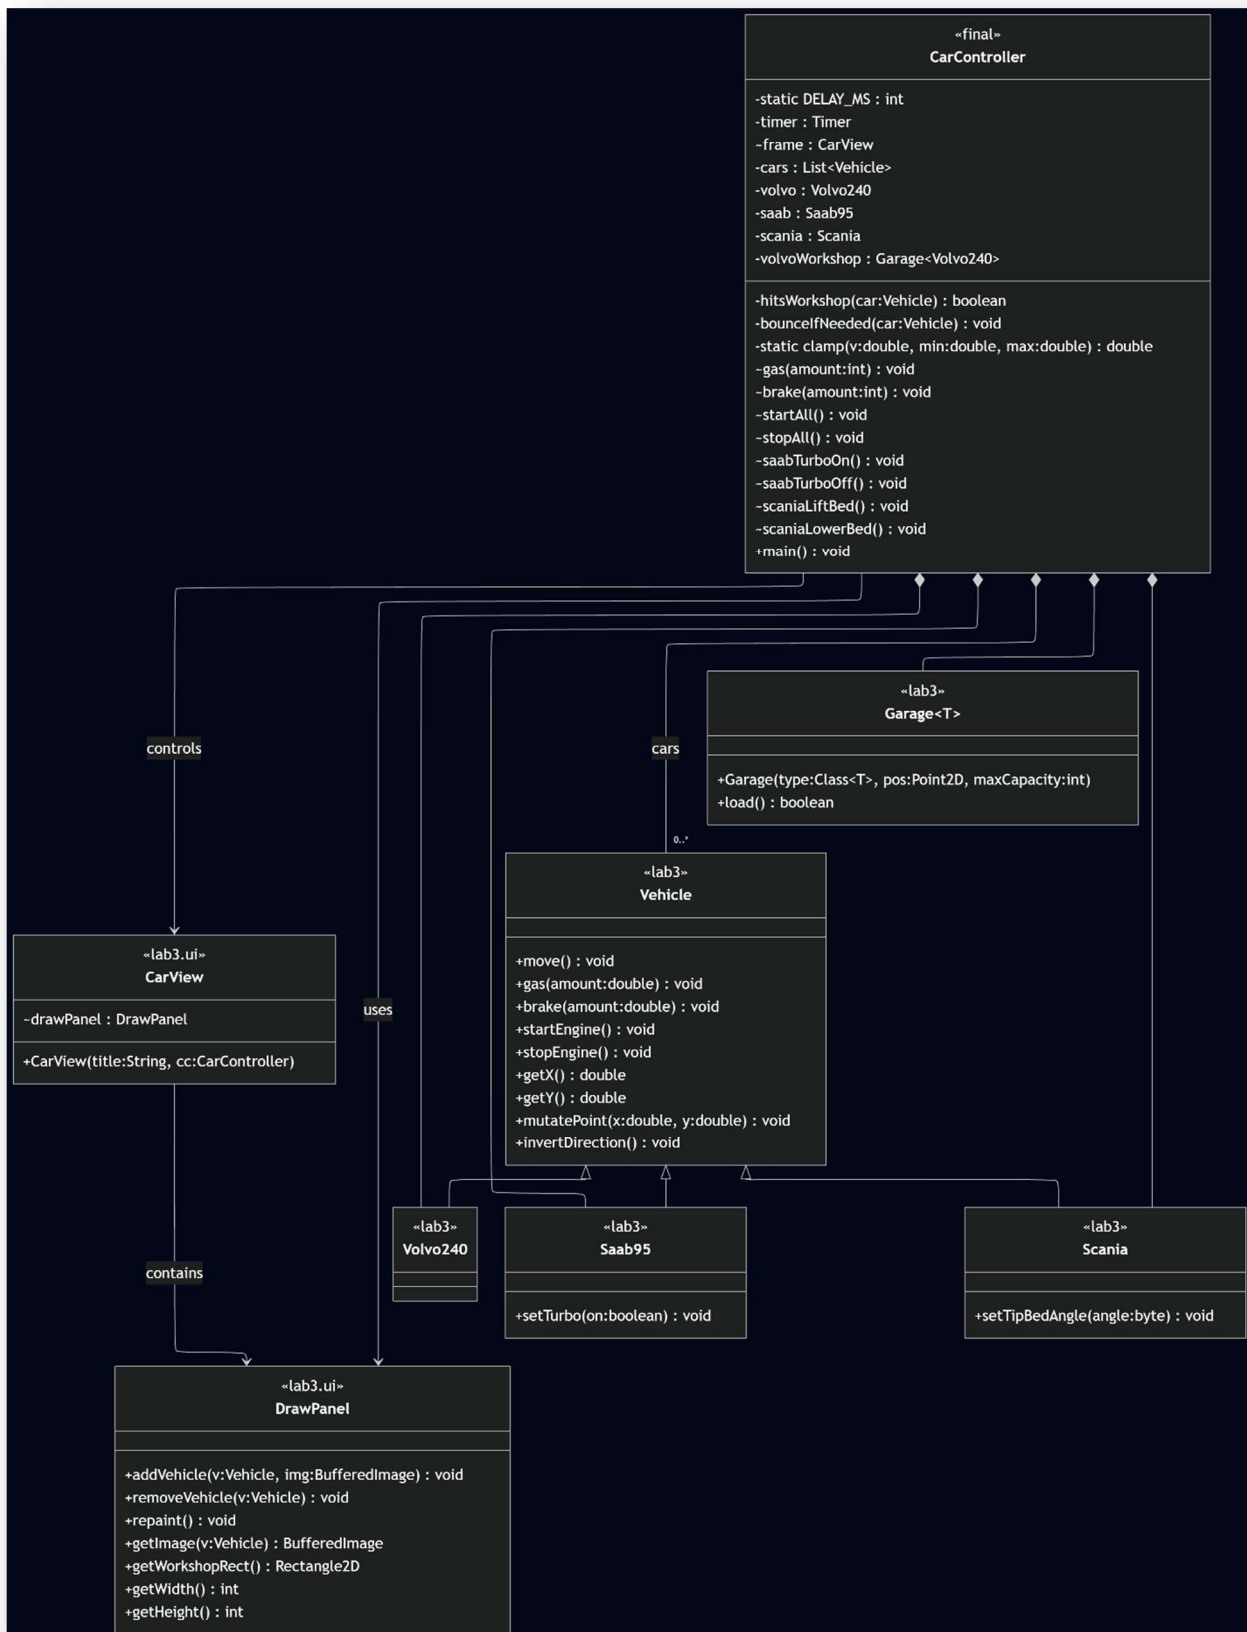 «final»
CarController
-static DELAY_MS : int
-timer : Timer
~frame : CarView
-cars : List<Vehicle>
-volvo : Volvo240
-saab : Saab95
-scania : Scania
-volvoWorkshop : Garage<Volvo240>
-hitsWorkshop(car:Vehicle) : boolean
-bounceIfNeeded(car:Vehicle) : void
-static clamp(v:double, min:double, max:double) : double
~gas(amount:int) : void
~brake(amount:int) : void
~startAll() : void
~stopAll() : void
~saabTurboOn() : void
~saabTurboOff() : void
~scaniaLiftBed() : void
~scaniaLowerBed() : void
+main() : void
«lab3»
Garage<T>
+Garage(type:Class<T>, pos:Point2D, maxCapacity:int)
+load() : boolean
controls
cars
0..*
«lab3»
Vehicle
+move() : void
+gas(amount:double) : void
+brake(amount:double) : void
+startEngine() : void
+stopEngine() : void
+getX() : double
+getY() : double
+mutatePoint(x:double, y:double) : void
+invertDirection() : void
«lab3.ui»
CarView
~drawPanel : DrawPanel
+CarView(title:String, cc:CarController)
uses
«lab3»
Volvo240
«lab3»
Saab95
+setTurbo(on:boolean) : void
«lab3»
Scania
+setTipBedAngle(angle:byte) : void
contains
«lab3.ui»
DrawPanel
+addVehicle(v:Vehicle, img:BufferedImage) : void
+removeVehicle(v:Vehicle) : void
+repaint() : void
+getImage(v:Vehicle) : BufferedImage
+getWorkshopRect() : Rectangle2D
+getWidth() : int
+getHeight() : int